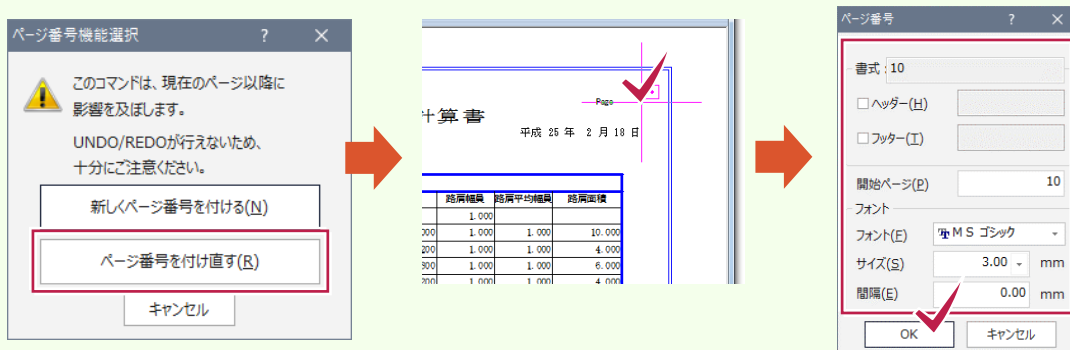 ページ番号機能選択 ? ×
このコマンドは、現在のページ以降に
影響を及ぼします。
UNDO/REDOが行えないため、
十分にご注意ください。
新しくページ番号を付ける(N)
ページ番号を付け直す(R)
キャンセル
Page
計算書
平成 25 年 2 月 18 日
路肩幅員 路肩平均幅員 路肩面積
1.000
000 1.000 1.000 10.000
200 1.000 1.000 4.000
800 1.000 1.000 6.000
200 1.000 1.000 4.000
ページ番号 ? ×
書式 : 10
ヘッダー(H)
フッター(T)
開始ページ(P) 10
フォント
フォント(F) MS ゴシック
サイズ(S) 3.00 mm
間隔(E) 0.00 mm
OK キャンセル